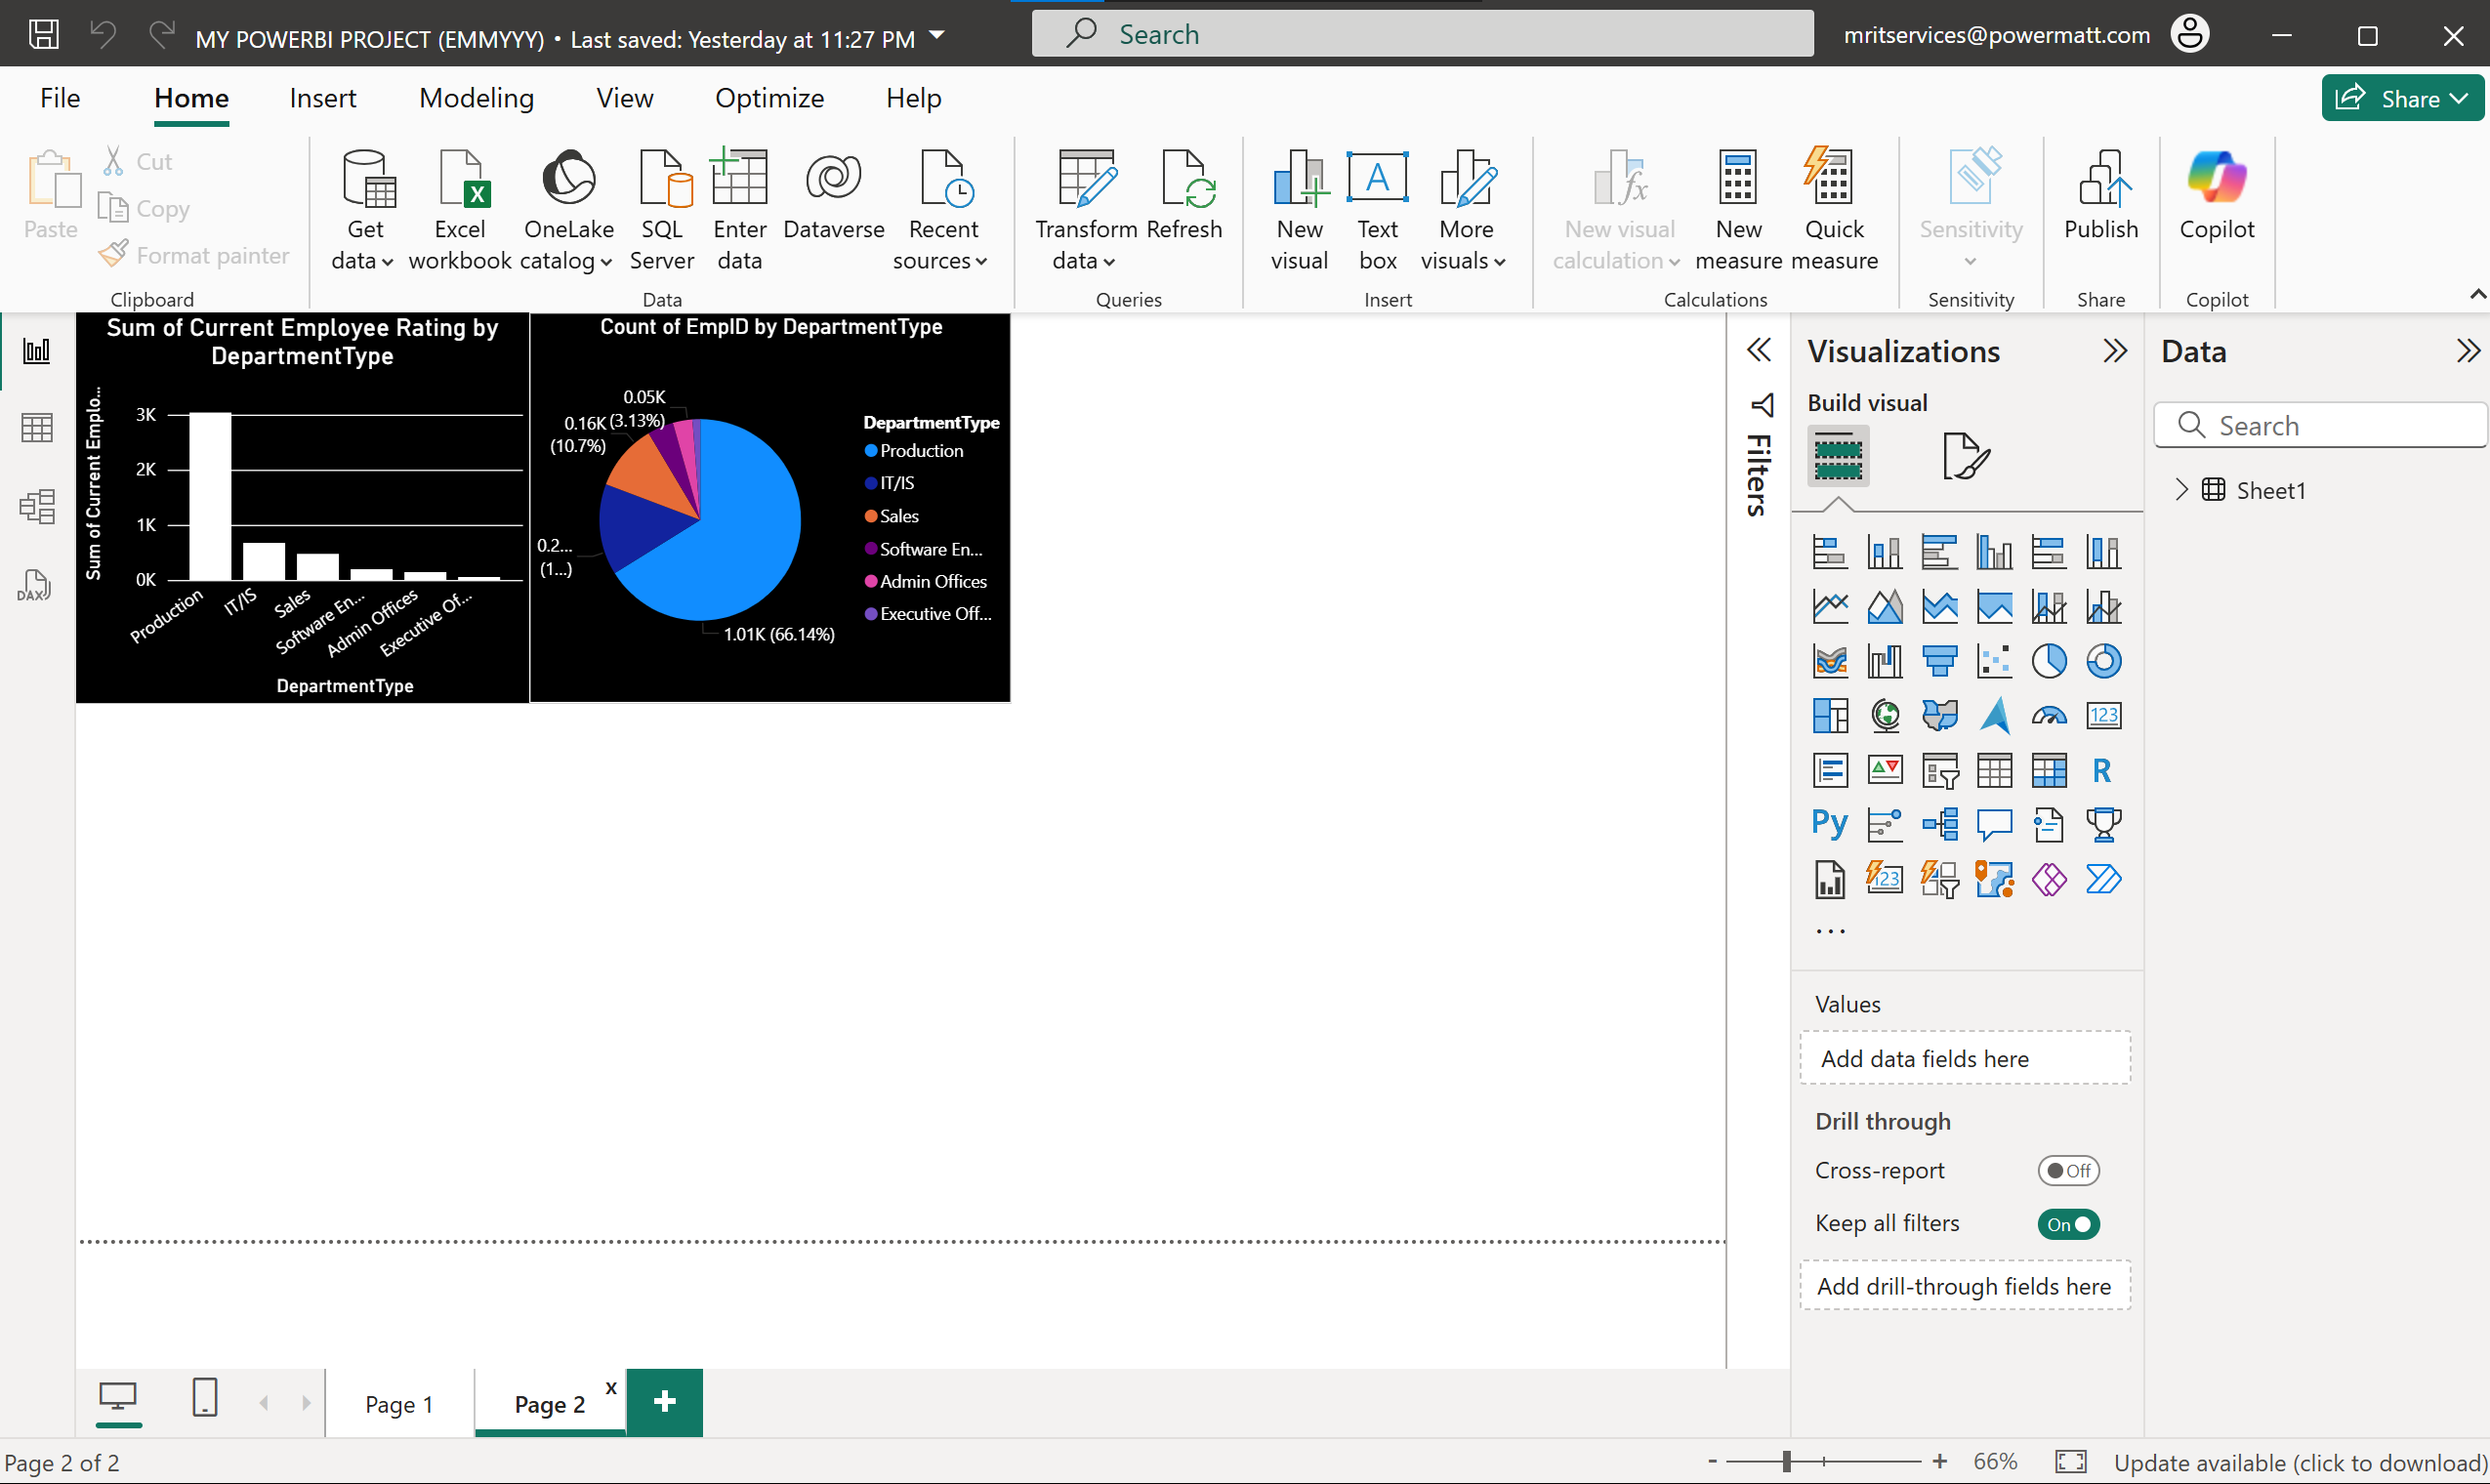 MY POWERBI PROJECT (EMMYYY) • Last saved: Yesterday at 11:27 PM
Search
mritservices@powermatt.com
File
Home
Insert
Modeling
View
Optimize
Help
Share
Paste
Cut
Copy
Format painter
Clipboard
Get
data
Excel
workbook
OneLake
catalog
SQL
Server
Enter
data
Dataverse
Recent
sources
Data
Transform
data
Refresh
Queries
New
visual
Text
box
More
visuals
Insert
New visual
calculation
New
measure
Quick
measure
Calculations
Sensitivity
Sensitivity
Publish
Share
Copilot
Copilot
Sum of Current Employee Rating by
DepartmentType
Sum of Current Emplo...
3K
2K
1K
0K
Production
IT/IS
Sales
Software En...
Admin Offices
Executive Of...
DepartmentType
Count of EmpID by DepartmentType
0.05K
(3.13%)
0.16K
(10.7%)
0.2...
(1...)
1.01K (66.14%)
DepartmentType
Production
IT/IS
Sales
Software En...
Admin Offices
Executive Off...
Filters
Visualizations
Build visual
123
R
Py
123
...
Values
Add data fields here
Drill through
Cross-report
Off
Keep all filters
On
Add drill-through fields here
Data
Search
Sheet1
DAX
Page 1
Page 2
x
+
Page 2 of 2
-
+
66%
Update available (click to download)